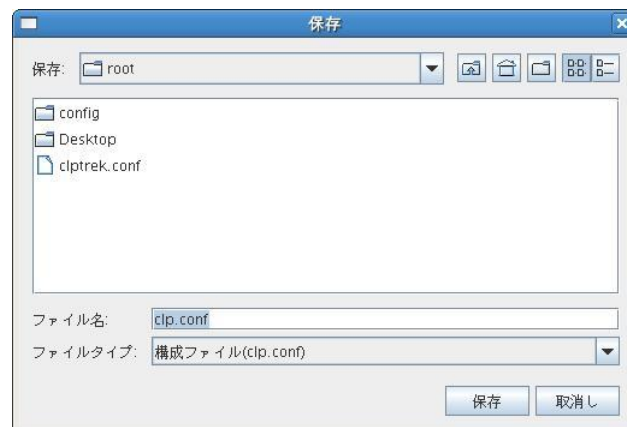 保存
保存: root
config
Desktop
clptrek.conf
ファイル名: clp.conf
ファイルタイプ: 構成ファイル(clp.conf)
保存 取消し